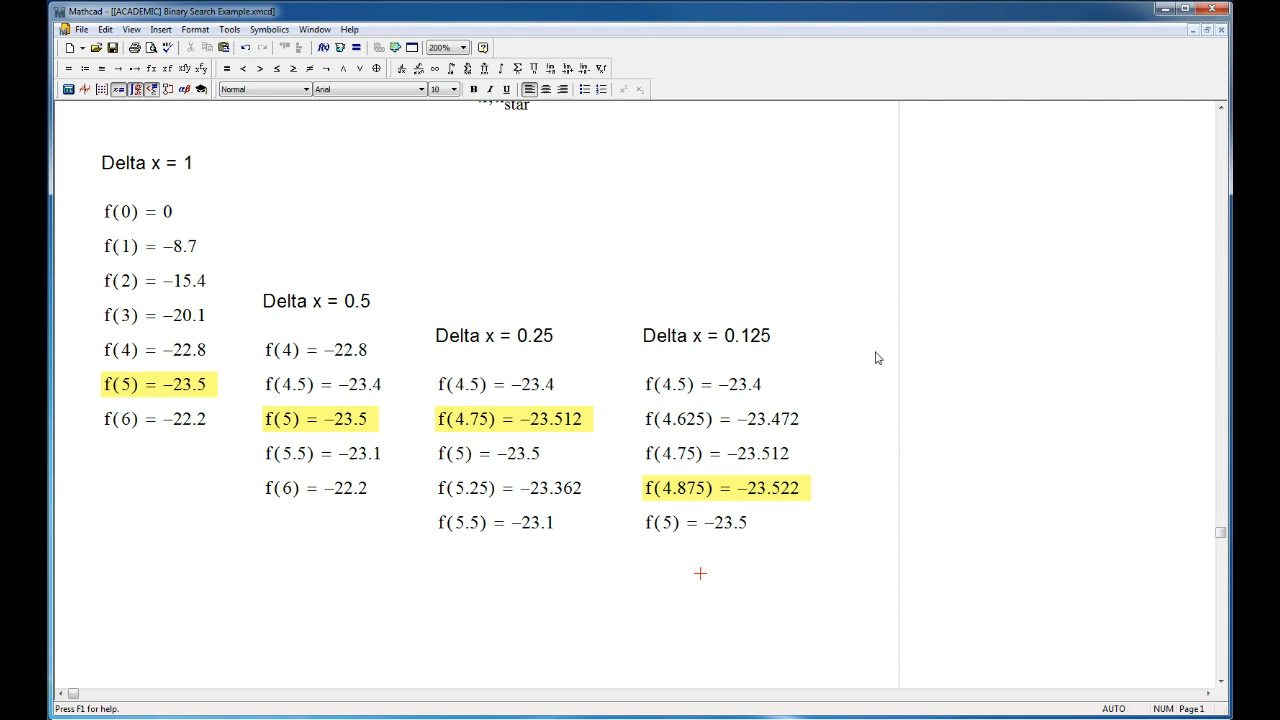 Mathcad - [[ACADEMIC] Binary Search Example.xmcd]
File Edit View Insert Format Tools Symbolics Window Help
200%
Normal Arial 10 B I U
star
Delta x = 1
f(0) = 0
f(1) = −8.7
f(2) = −15.4
f(3) = −20.1
f(4) = −22.8
f(5) = −23.5
f(6) = −22.2
Delta x = 0.5
f(4) = −22.8
f(4.5) = −23.4
f(5) = −23.5
f(5.5) = −23.1
f(6) = −22.2
Delta x = 0.25
f(4.5) = −23.4
f(4.75) = −23.512
f(5) = −23.5
f(5.25) = −23.362
f(5.5) = −23.1
Delta x = 0.125
f(4.5) = −23.4
f(4.625) = −23.472
f(4.75) = −23.512
f(4.875) = −23.522
f(5) = −23.5
Press F1 for help. AUTO NUM Page 1